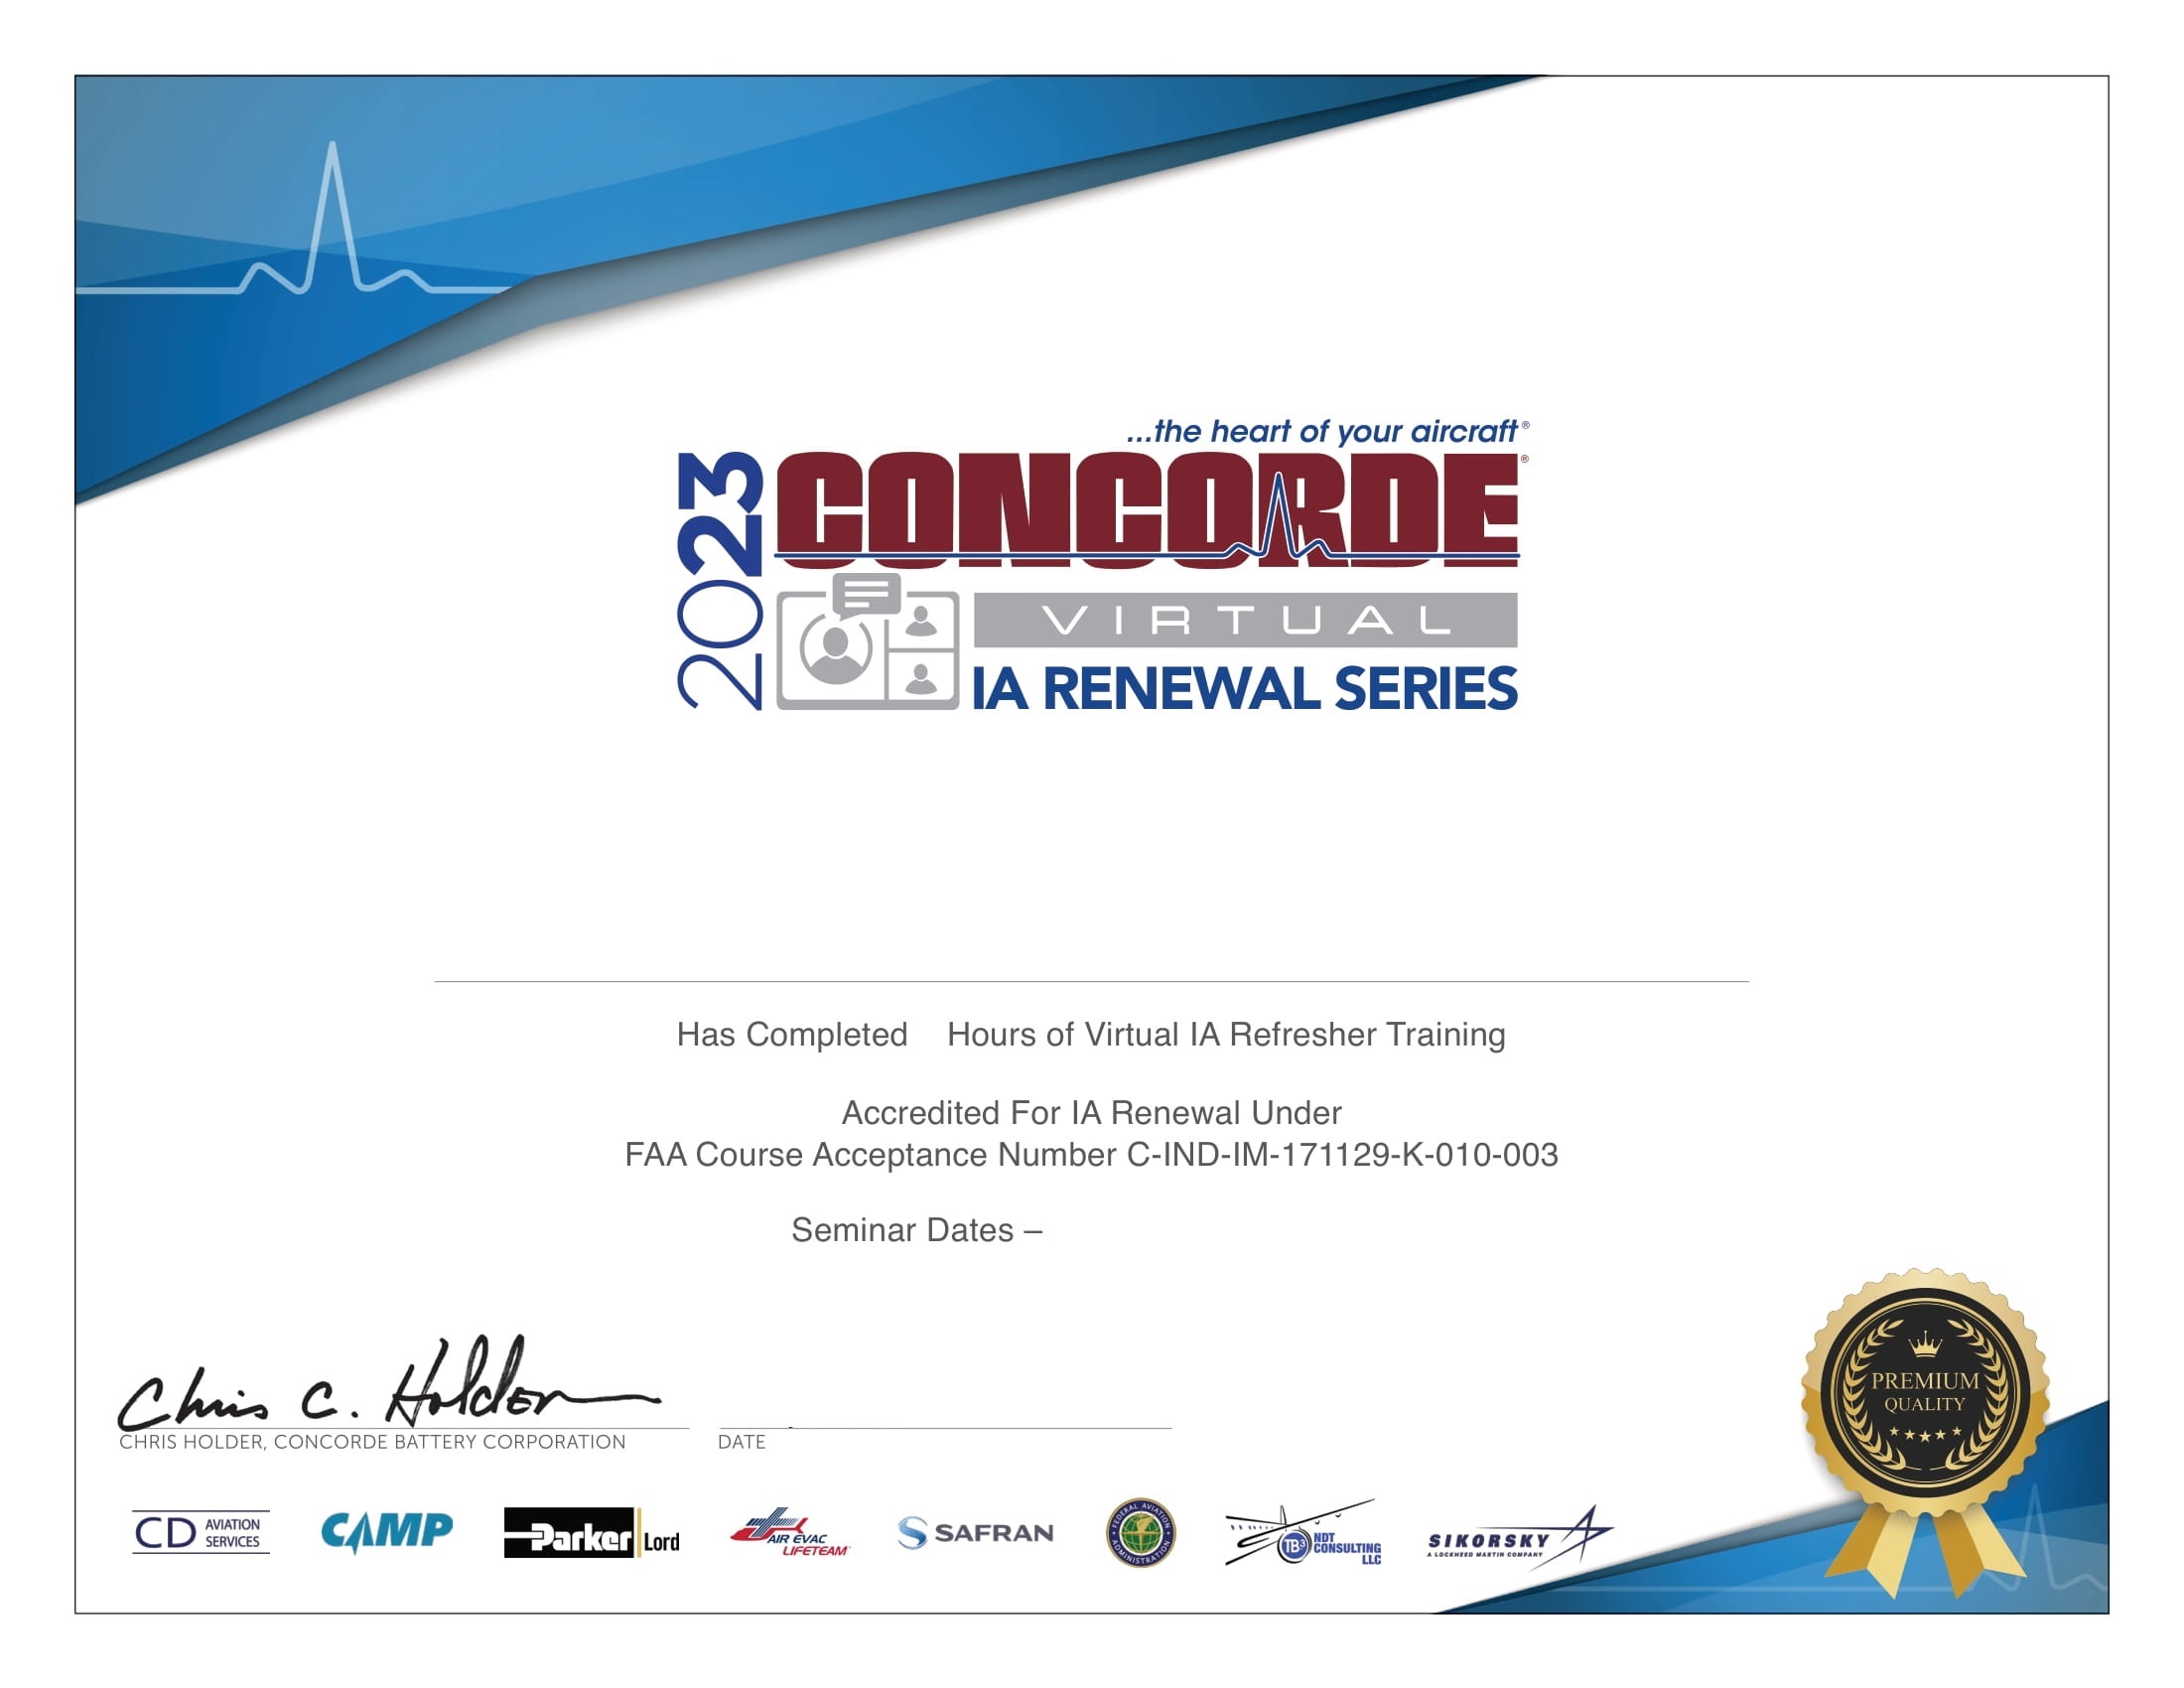 ...the heart of your aircraft®
2023
CONCORDE®
VIRTUAL
IA RENEWAL SERIES
Has Completed Hours of Virtual IA Refresher Training
Accredited For IA Renewal Under
FAA Course Acceptance Number C-IND-IM-171129-K-010-003
Seminar Dates –
Chris C. Holder
CHRIS HOLDER, CONCORDE BATTERY CORPORATION
DATE
PREMIUM
QUALITY
CD AVIATION
SERVICES
CAMP
Parker Lord
AIR EVAC
LIFETEAM
SAFRAN
FEDERAL AVIATION
ADMINISTRATION
TB³ NDT
CONSULTING
LLC
SIKORSKY
A LOCKHEED MARTIN COMPANY